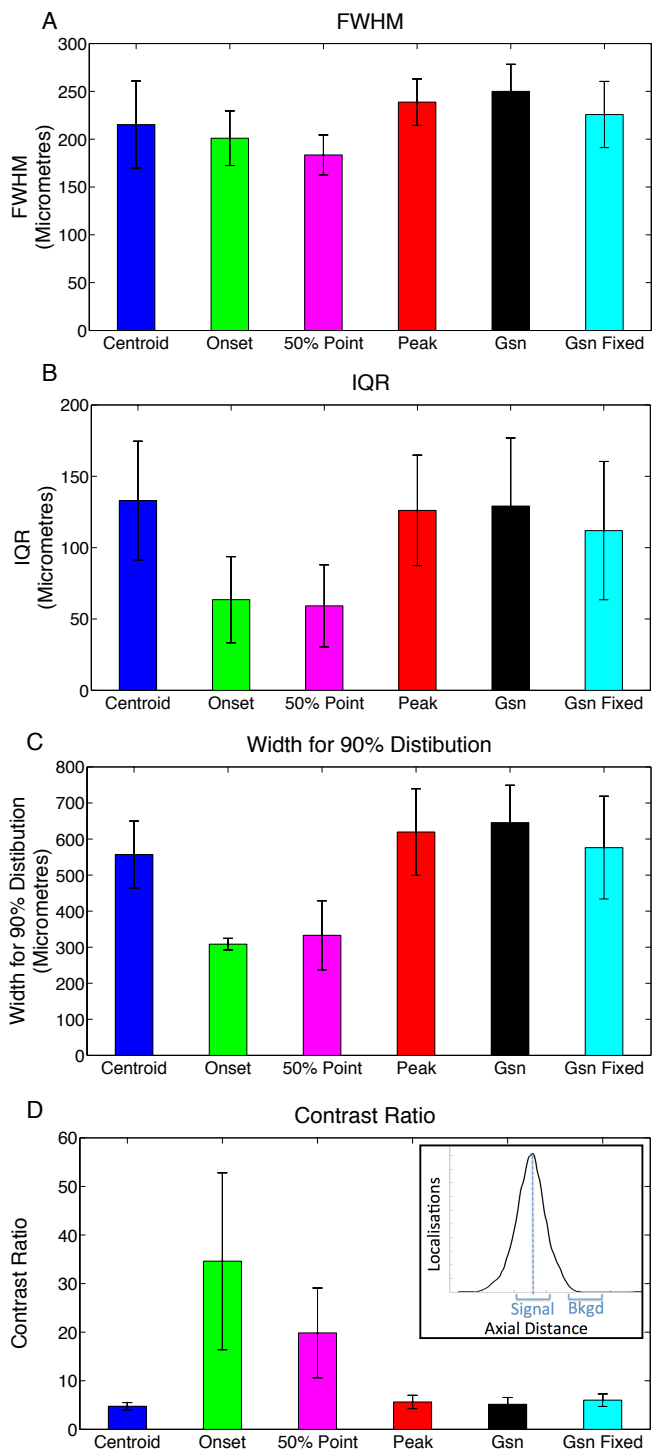 A
FWHM
300
250
200
150
100
50
0
FWHM
(Micrometres)
Centroid Onset 50% Point Peak Gsn Gsn Fixed
B
IQR
200
150
100
50
0
IQR
(Micrometres)
Centroid Onset 50% Point Peak Gsn Gsn Fixed
C
Width for 90% Distibution
800
700
600
500
400
300
200
100
0
Width for 90% Distibution
(Micrometres)
Centroid Onset 50% Point Peak Gsn Gsn Fixed
D
Contrast Ratio
60
50
40
30
20
10
0
Contrast Ratio
Localisations
Signal Bkgd
Axial Distance
Centroid Onset 50% Point Peak Gsn Gsn Fixed